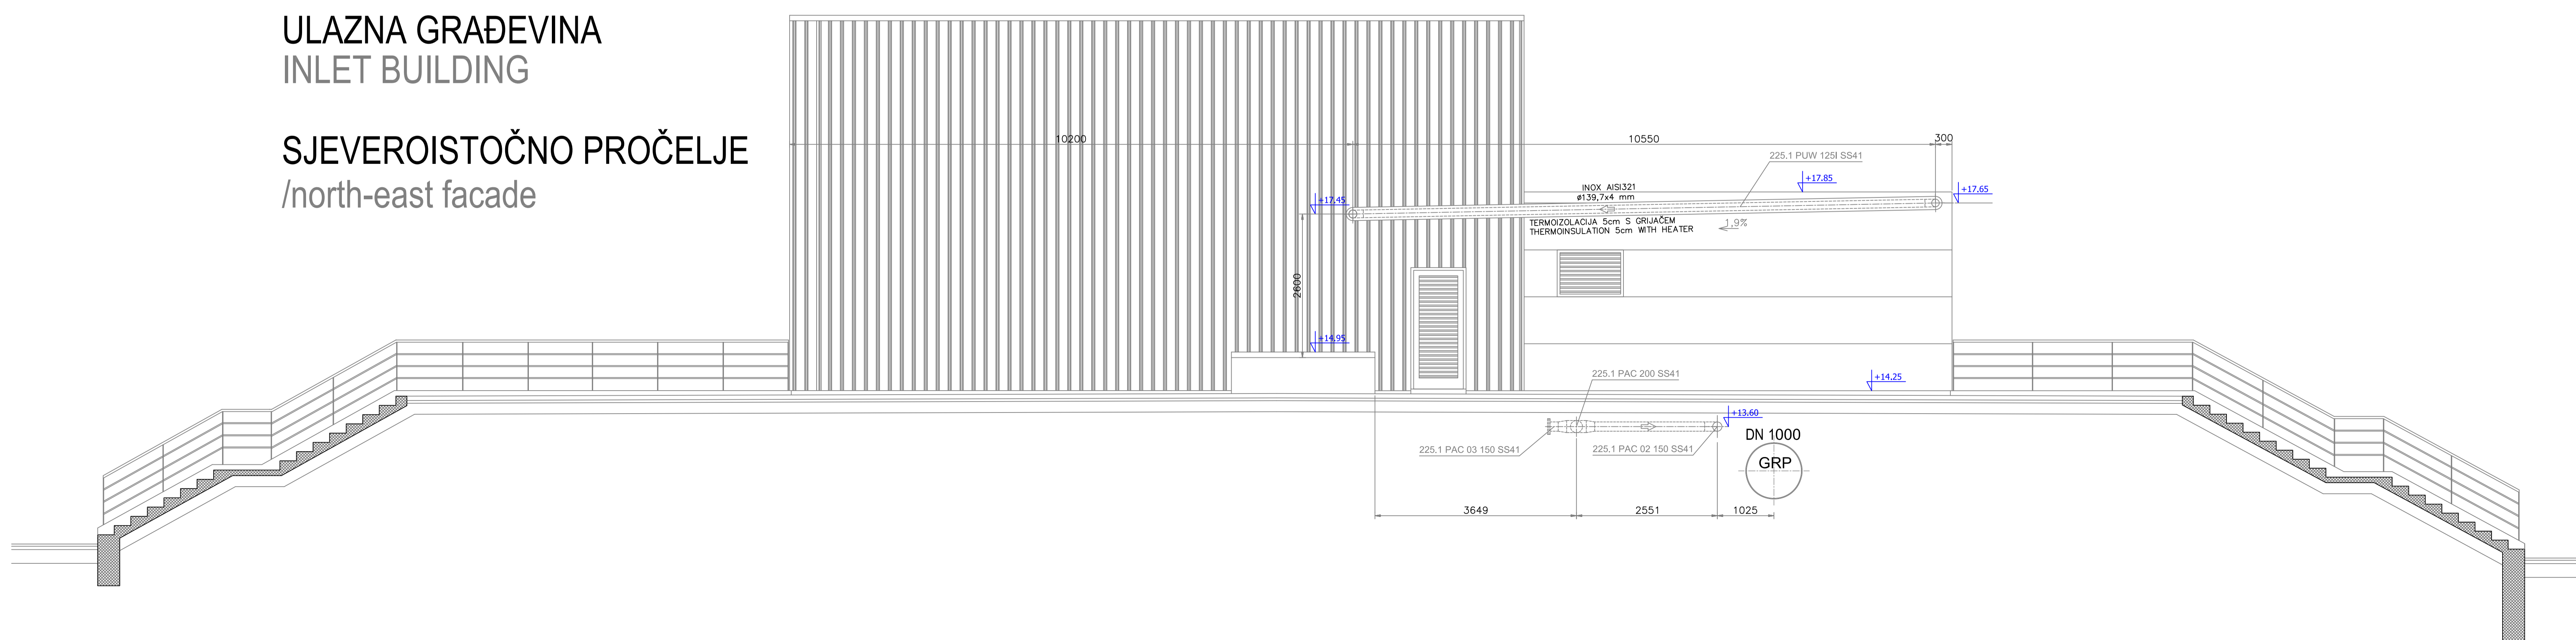 ULAZNA GRAĐEVINA
INLET BUILDING
SJEVEROISTOČNO PROČELJE
/north-east facade
10200
10550
300
225.1 PUW 125I SS41
+17.85
+17.65
+17.45
INOX AISI321
ø139,7x4 mm
TERMOIZOLACIJA 5cm S GRIJAČEM
THERMOINSULATION 5cm WITH HEATER
1,9%
2600
+14.95
225.1 PAC 200 SS41
+14.25
+13.60
225.1 PAC 03 150 SS41
225.1 PAC 02 150 SS41
DN 1000
GRP
3649
2551
1025